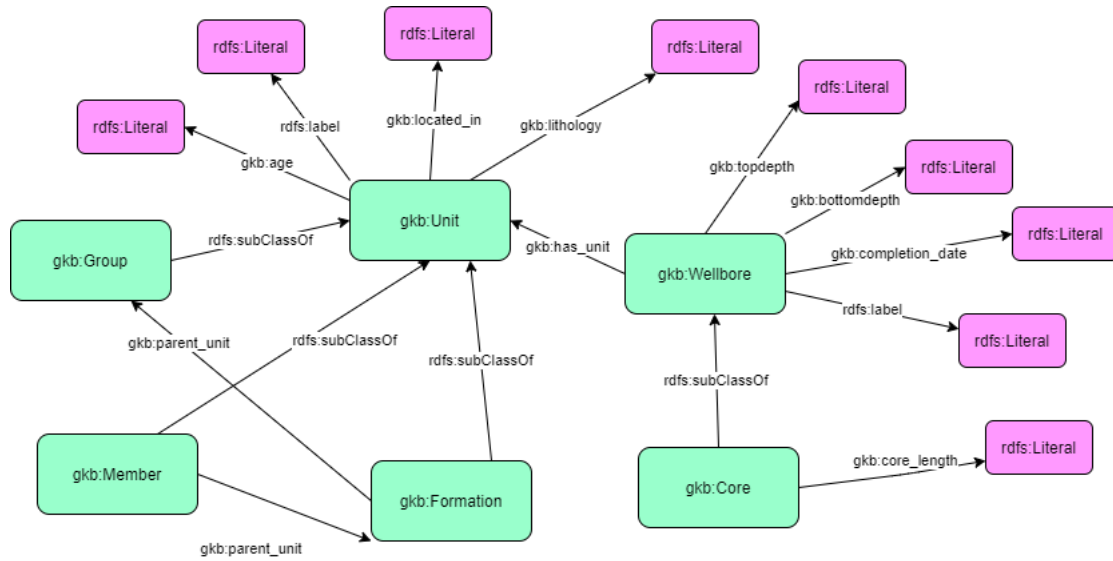 rdfs:Literal
rdfs:Literal
rdfs:Literal
rdfs:Literal
rdfs:Literal
rdfs:label
gkb:located_in
gkb:lithology
gkb:age
gkb:topdepth
rdfs:Literal
gkb:Unit
gkb:bottomdepth
rdfs:Literal
rdfs:subClassOf
gkb:has_unit
gkb:completion_date
gkb:Group
gkb:Wellbore
rdfs:label
rdfs:Literal
gkb:parent_unit
rdfs:subClassOf
rdfs:subClassOf
rdfs:subClassOf
rdfs:Literal
gkb:core_length
gkb:Member
gkb:Formation
gkb:Core
gkb:parent_unit